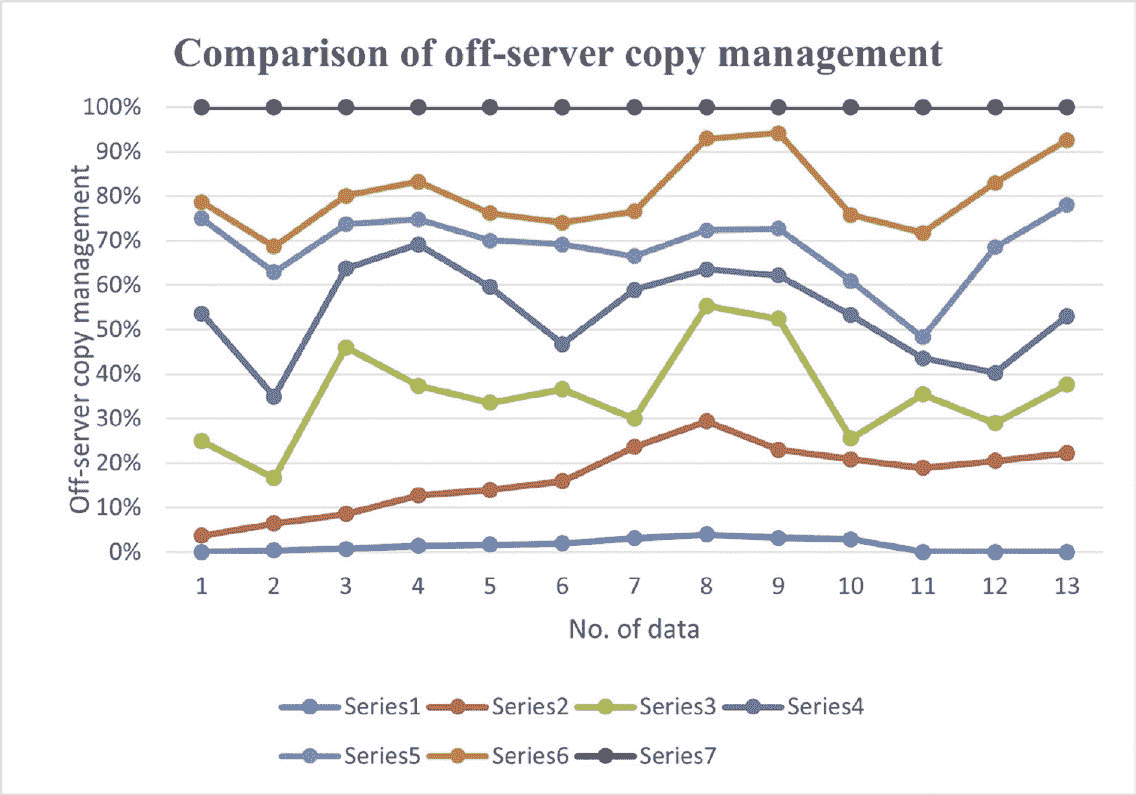 Comparison of off-server copy management
Off-server copy management
100%
90%
80%
70%
60%
50%
40%
30%
20%
10%
0%
1 2 3 4 5 6 7 8 9 10 11 12 13
No. of data
Series1 Series2 Series3 Series4
Series5 Series6 Series7